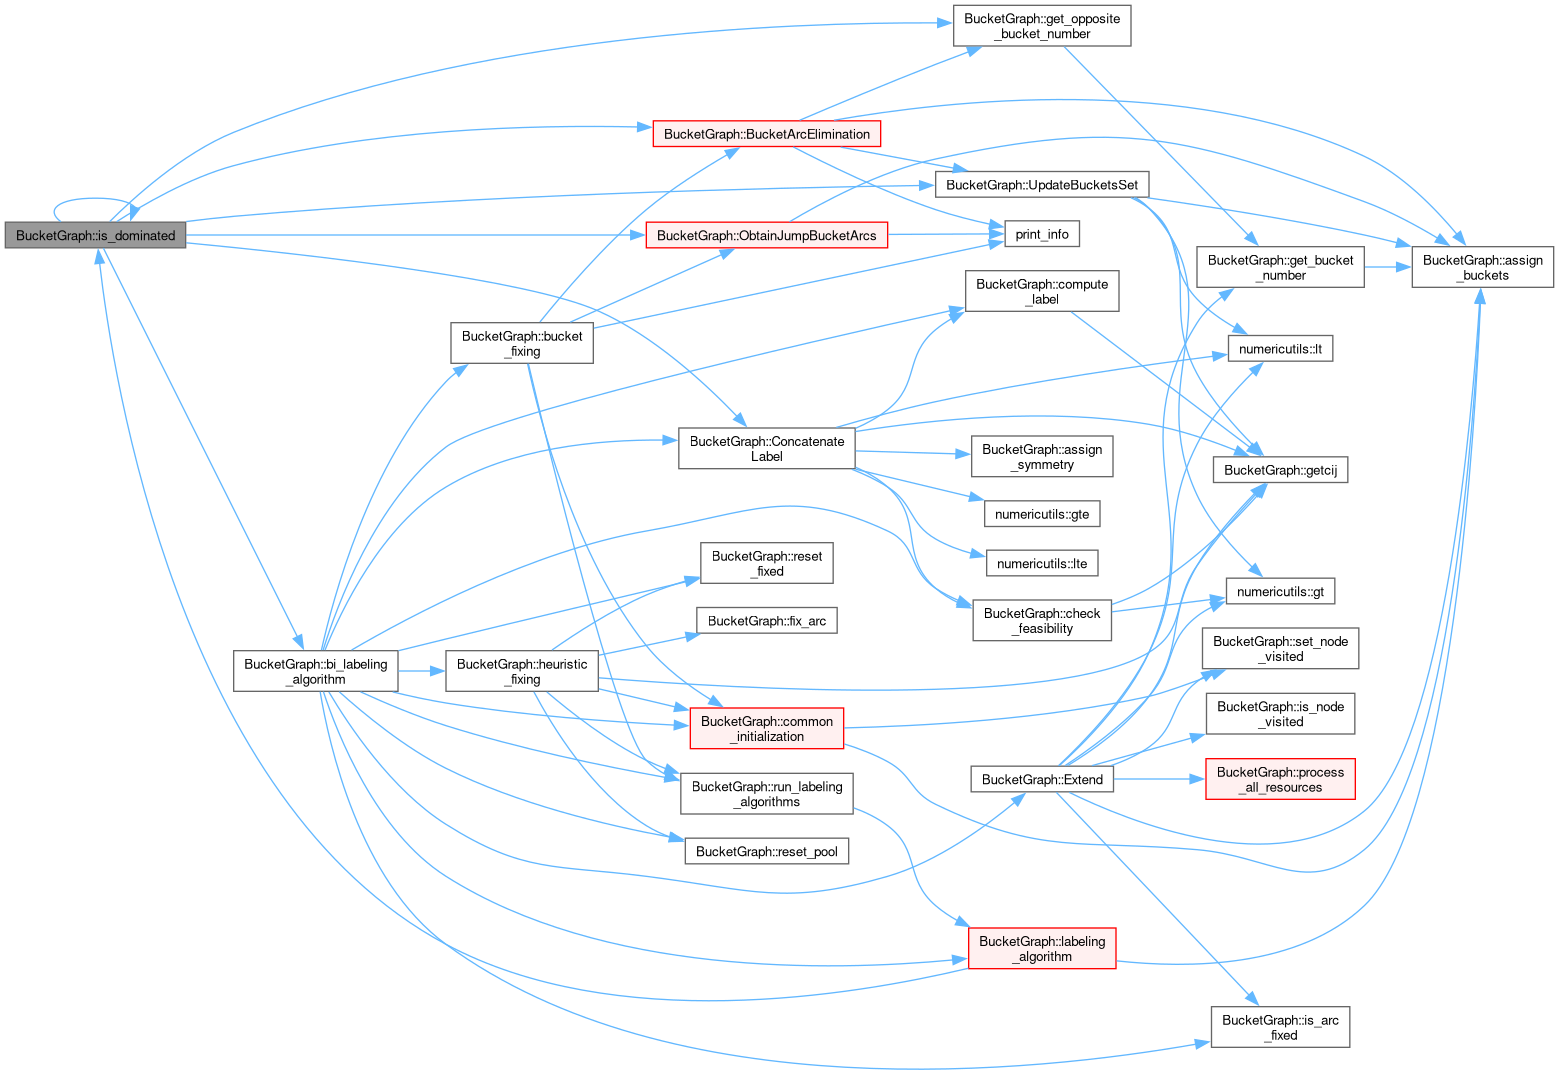 BucketGraph::is_dominated
BucketGraph::bi_labeling
_algorithm
BucketGraph::bucket
_fixing
BucketGraph::heuristic
_fixing
BucketGraph::BucketArcElimination
BucketGraph::ObtainJumpBucketArcs
BucketGraph::Concatenate
Label
BucketGraph::reset
_fixed
BucketGraph::fix_arc
BucketGraph::common
_initialization
BucketGraph::run_labeling
_algorithms
BucketGraph::reset_pool
BucketGraph::get_opposite
_bucket_number
BucketGraph::UpdateBucketsSet
print_info
BucketGraph::compute
_label
BucketGraph::assign
_symmetry
numericutils::gte
numericutils::lte
BucketGraph::check
_feasibility
BucketGraph::Extend
BucketGraph::labeling
_algorithm
BucketGraph::get_bucket
_number
numericutils::lt
BucketGraph::getcij
numericutils::gt
BucketGraph::set_node
_visited
BucketGraph::is_node
_visited
BucketGraph::process
_all_resources
BucketGraph::is_arc
_fixed
BucketGraph::assign
_buckets